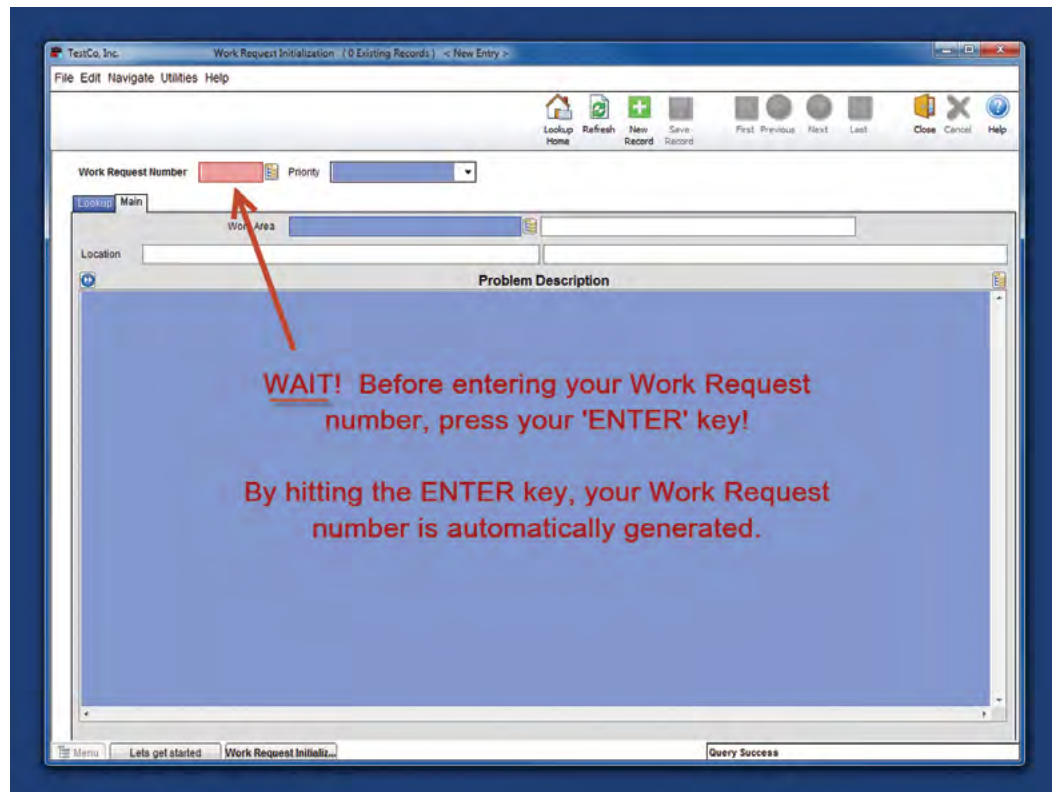 TestCo, Inc. Work Request Initialization ( 0 Existing Records ) < New Entry >
File Edit Navigate Utilities Help
Lookup Home Refresh New Record Save Record First Previous Next Last Close Cancel Help
Work Request Number Priority
Lookup Main
Work Area
Location
Problem Description
WAIT! Before entering your Work Request
number, press your 'ENTER' key!
By hitting the ENTER key, your Work Request
number is automatically generated.
Menu Lets get started Work Request Initializ... Query Success